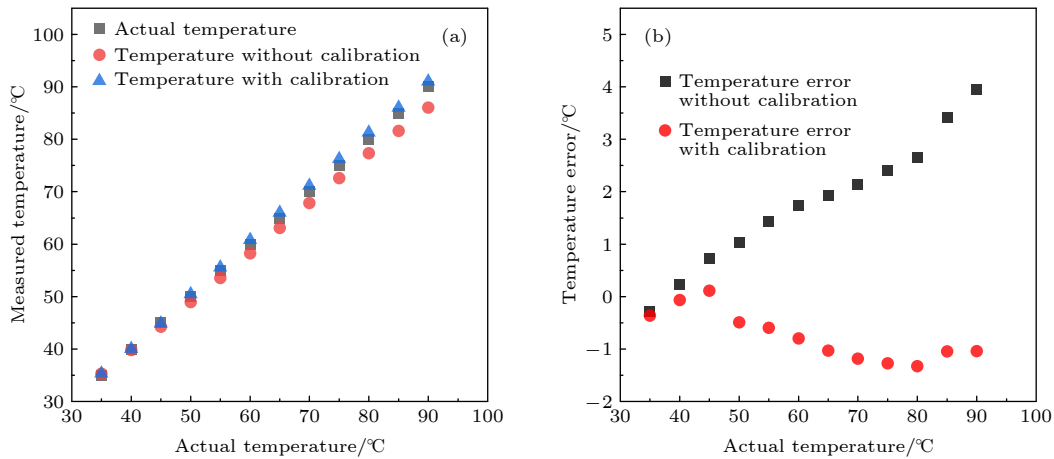 (a)
Actual temperature
Temperature without calibration
Temperature with calibration
Measured temperature/℃
100
90
80
70
60
50
40
30
30 40 50 60 70 80 90 100
Actual temperature/℃
(b)
Temperature error
without calibration
Temperature error
with calibration
Temperature error/℃
5
4
3
2
1
0
−1
−2
30 40 50 60 70 80 90 100
Actual temperature/℃